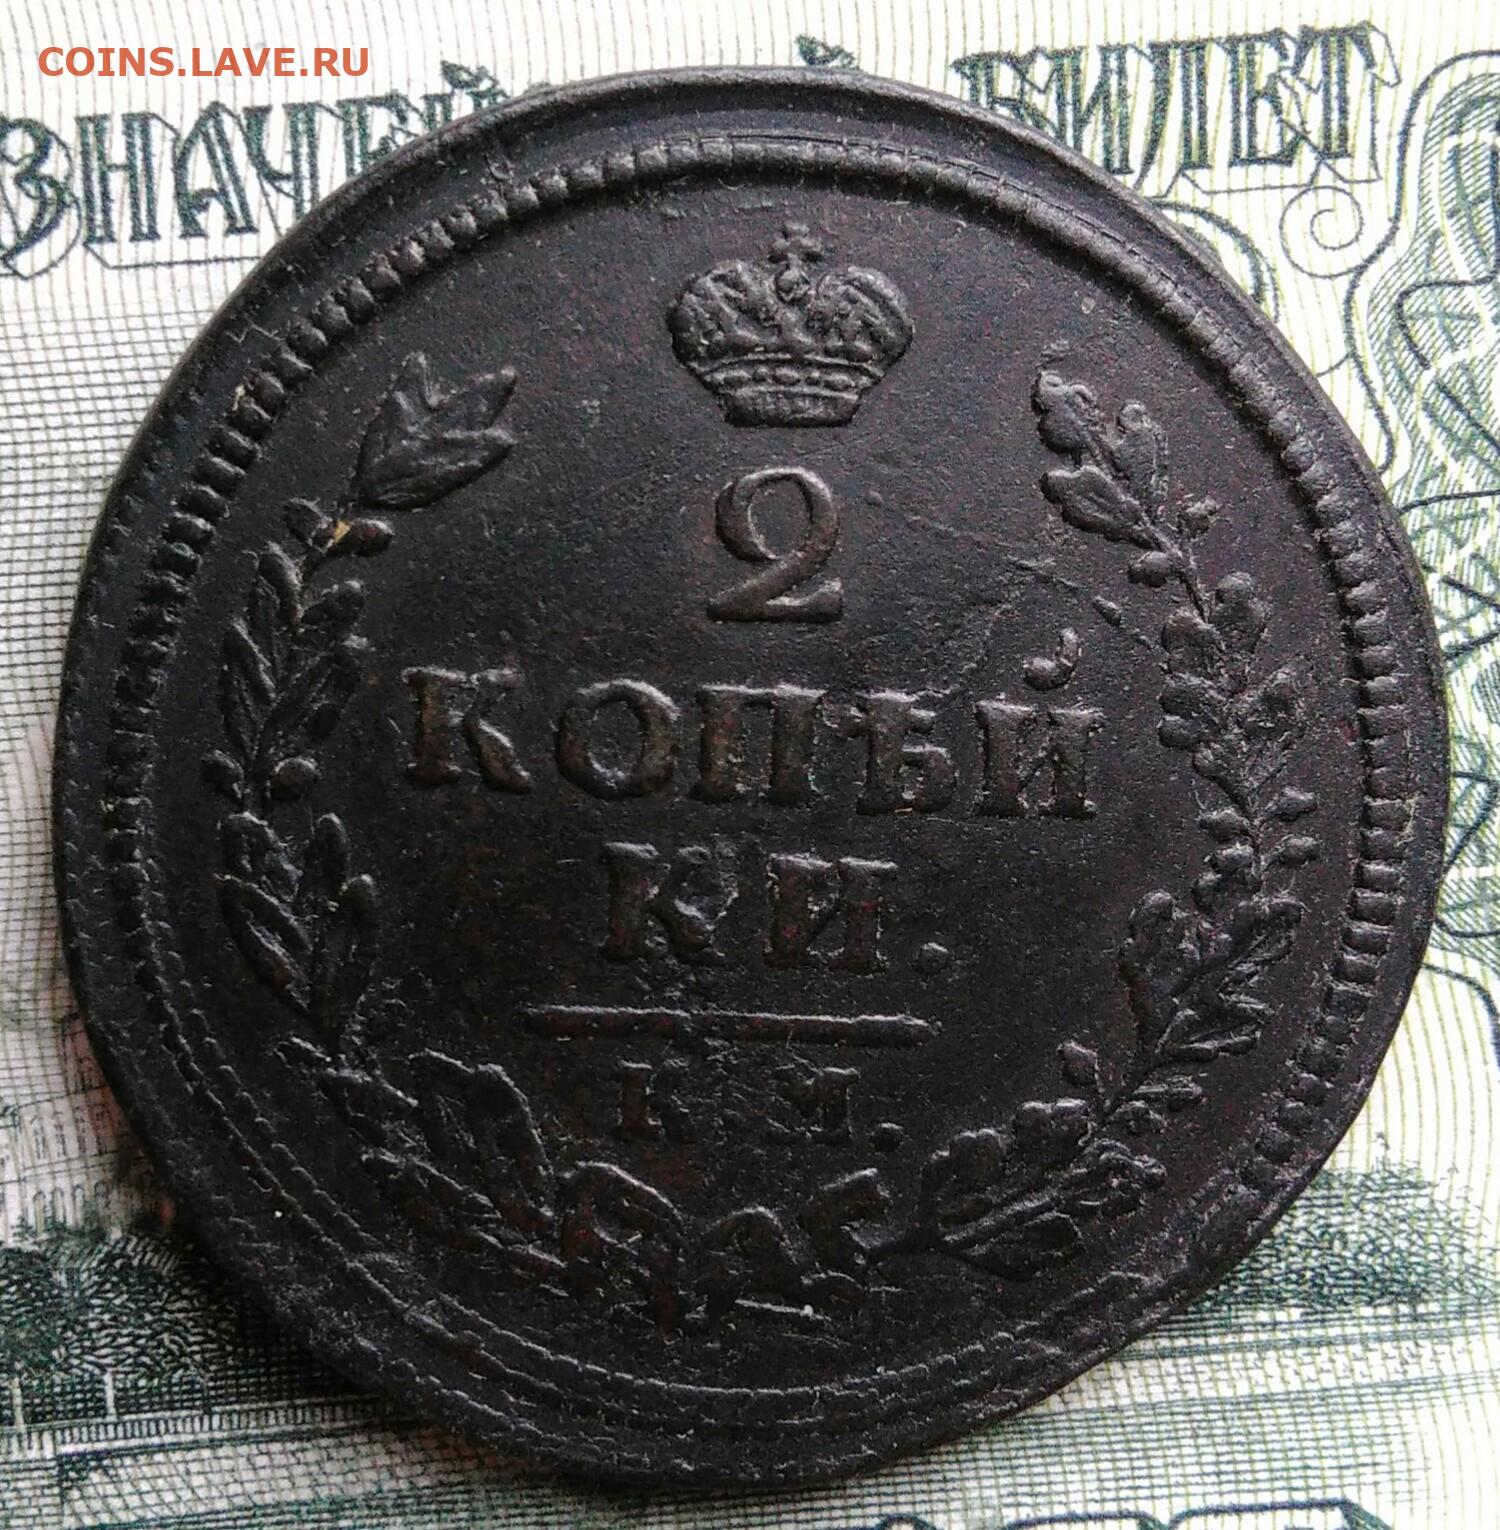 COINS.LAVE.RU
ЗНАЧЕЙ БИЛЕТ
2
КОПѢЙ
КИ.
К М.